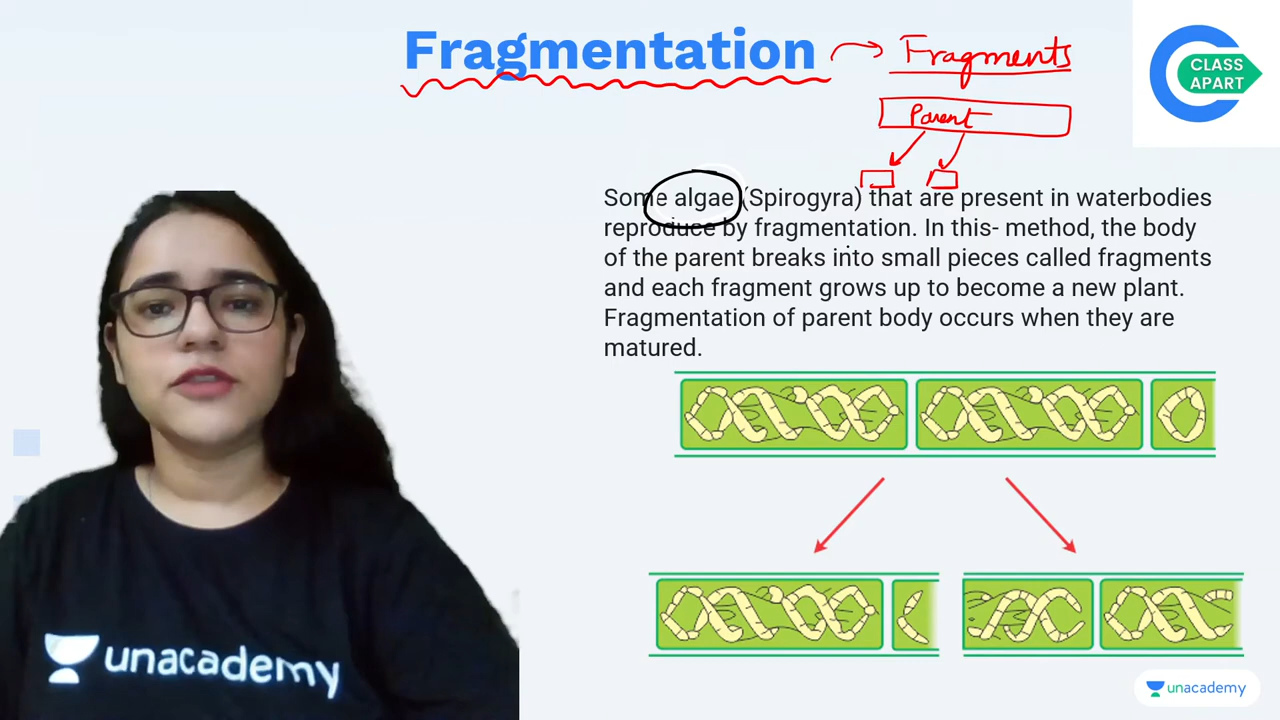 Fragmentation
Fragments
CLASS
APART
Parent
Some algae (Spirogyra) that are present in waterbodies
reproduce by fragmentation. In this- method, the body
of the parent breaks into small pieces called fragments
and each fragment grows up to become a new plant.
Fragmentation of parent body occurs when they are
matured.
unacademy
unacademy